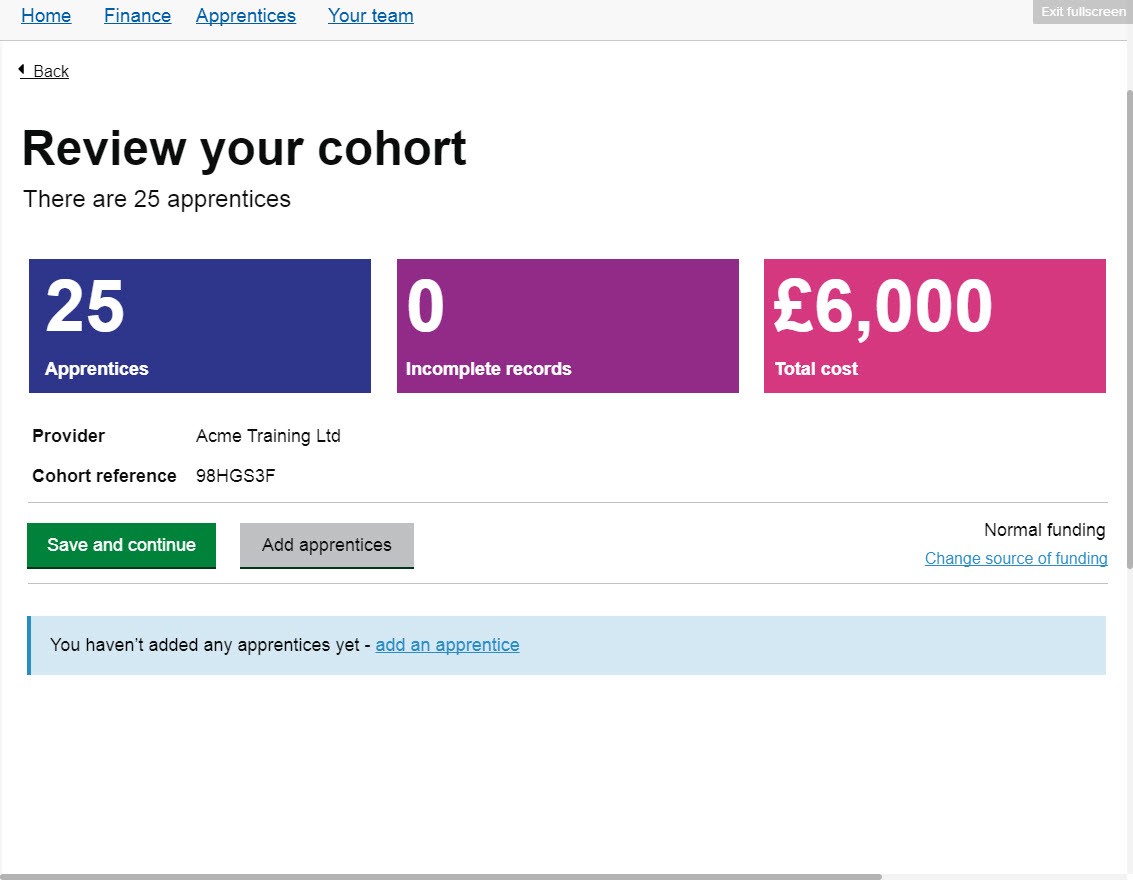 Home Finance Apprentices Your team Exit fullscreen
Back
Review your cohort
There are 25 apprentices
25 0 £6,000
Apprentices Incomplete records Total cost
Provider Acme Training Ltd
Cohort reference 98HGS3F
Normal funding
Save and continue Add apprentices
Change source of funding
You haven’t added any apprentices yet - add an apprentice